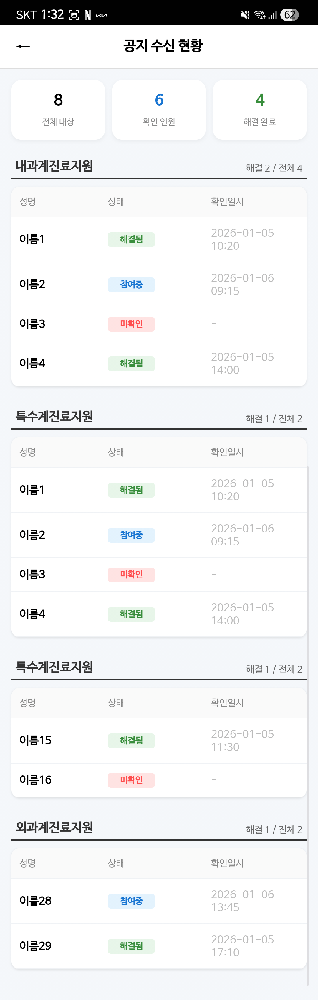 SKT 1:32 N 62
← 공지 수신 현황
8 6 4
전체 대상 확인 인원 해결 완료
내과계진료지원 해결 2 / 전체 4
성명 상태 확인일시
이름1 해결됨 2026-01-05
10:20
이름2 참여중 2026-01-06
09:15
이름3 미확인 -
이름4 해결됨 2026-01-05
14:00
특수계진료지원 해결 1 / 전체 2
성명 상태 확인일시
이름1 해결됨 2026-01-05
10:20
이름2 참여중 2026-01-06
09:15
이름3 미확인 -
이름4 해결됨 2026-01-05
14:00
특수계진료지원 해결 1 / 전체 2
성명 상태 확인일시
이름15 해결됨 2026-01-05
11:30
이름16 미확인 -
외과계진료지원 해결 1 / 전체 2
성명 상태 확인일시
이름28 참여중 2026-01-06
13:45
이름29 해결됨 2026-01-05
17:10